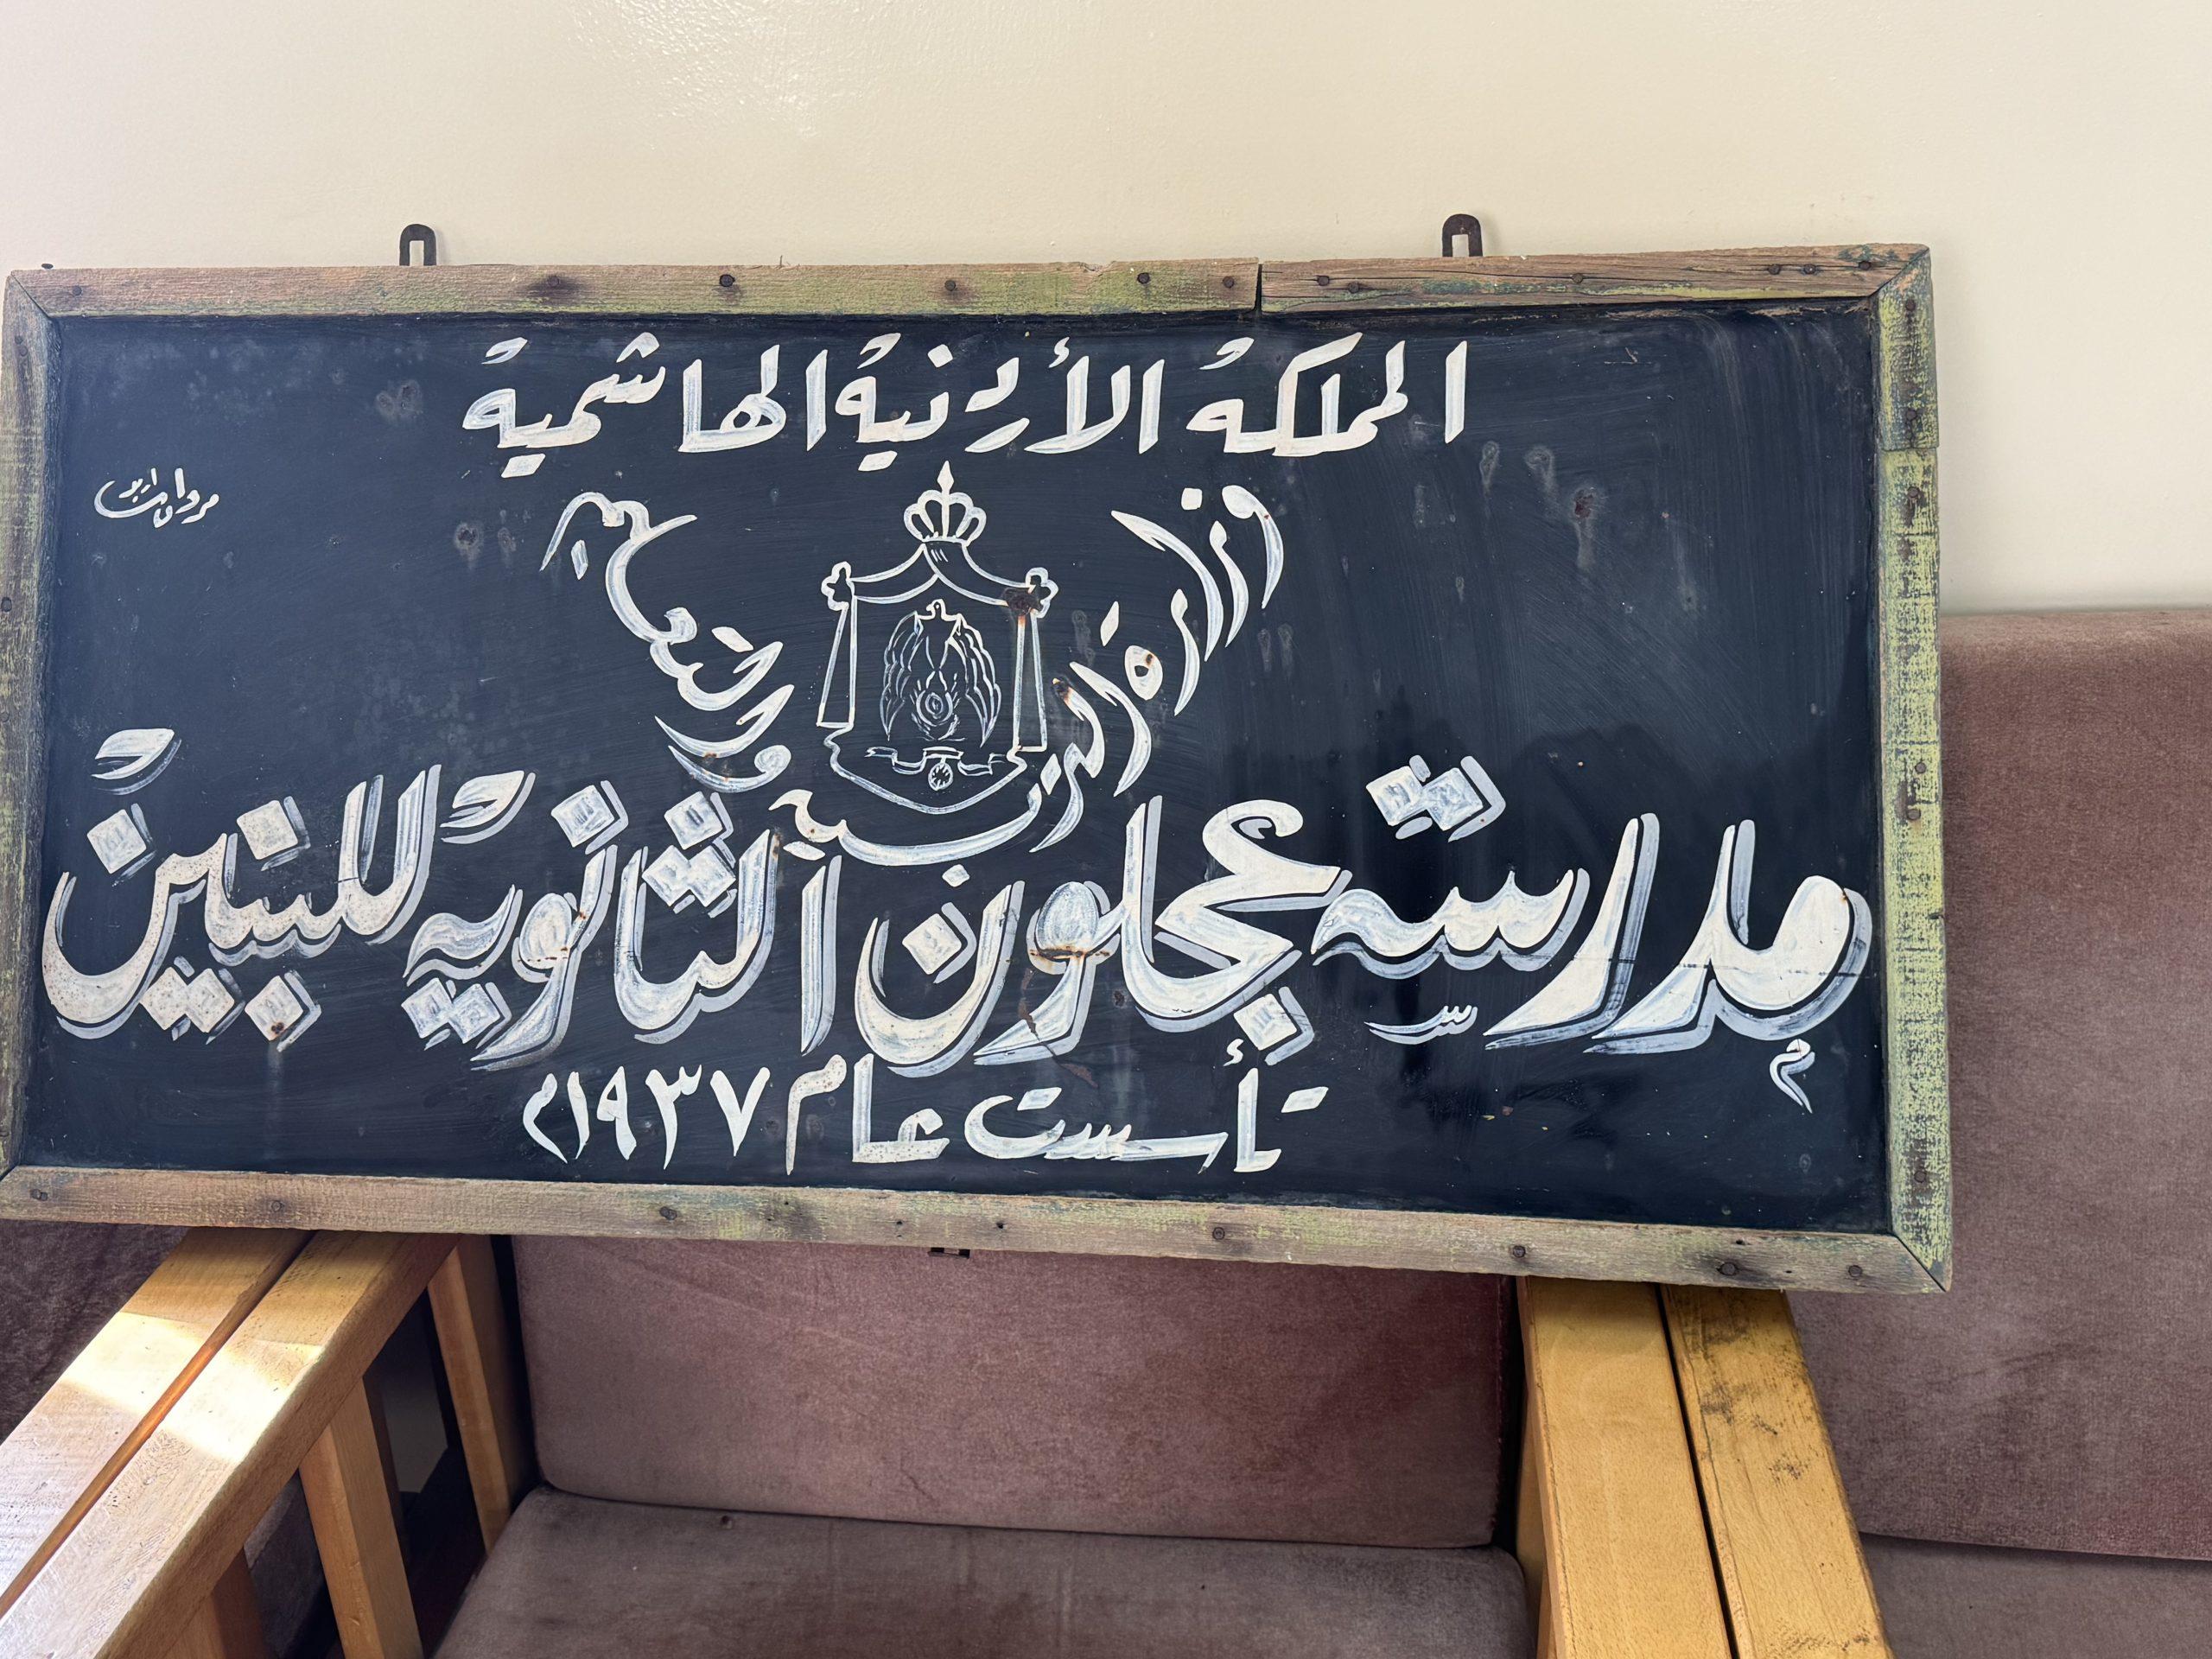 المملكة الأردنية الهاشمية
وزارة التربية والتعليم
مدرسة عجلون الثانوية للبنين
تأسست عام ١٩٣٧م